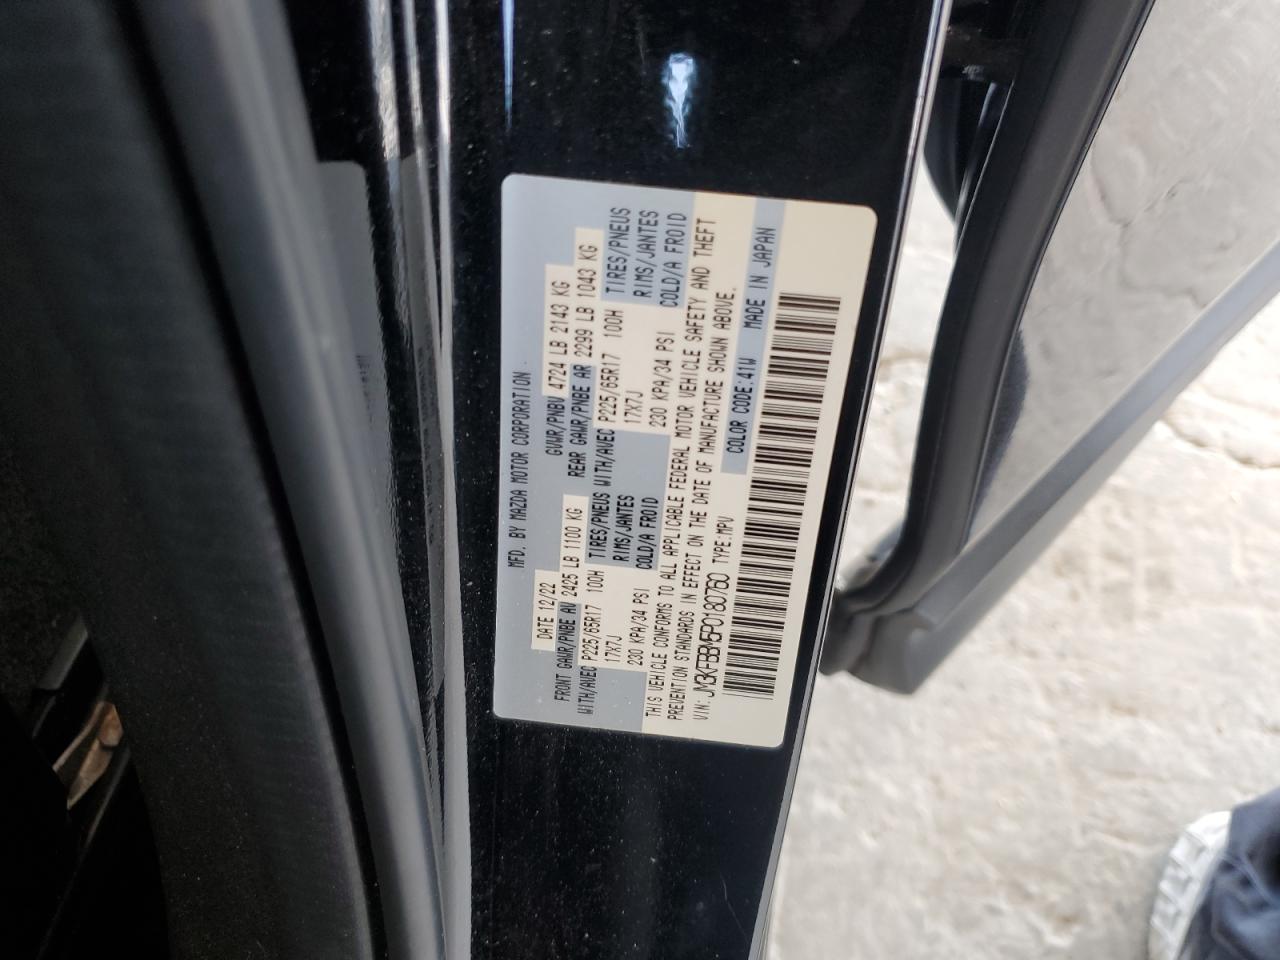 MFD. BY MAZDA MOTOR CORPORATION
DATE 12/22 GVWR/PNBV 4724 LB 2143 KG
FRONT GAWR/PNBE AV 2425 LB 1100 KG REAR GAWR/PNBE AR 2299 LB 1043 KG
WITH/AVEC P225/65R17 100H TIRES/PNEUS WITH/AVEC P225/65R17 100H TIRES/PNEUS
17X7J RIMS/JANTES 17X7J RIMS/JANTES
230 KPA/34 PSI COLD/A FROID 230 KPA/34 PSI COLD/A FROID
THIS VEHICLE CONFORMS TO ALL APPLICABLE FEDERAL MOTOR VEHICLE SAFETY AND THEFT
PREVENTION STANDARDS IN EFFECT ON THE DATE OF MANUFACTURE SHOWN ABOVE.
VIN: JM3KFBBM5P0180760 TYPE:MPV COLOR CODE:41W MADE IN JAPAN